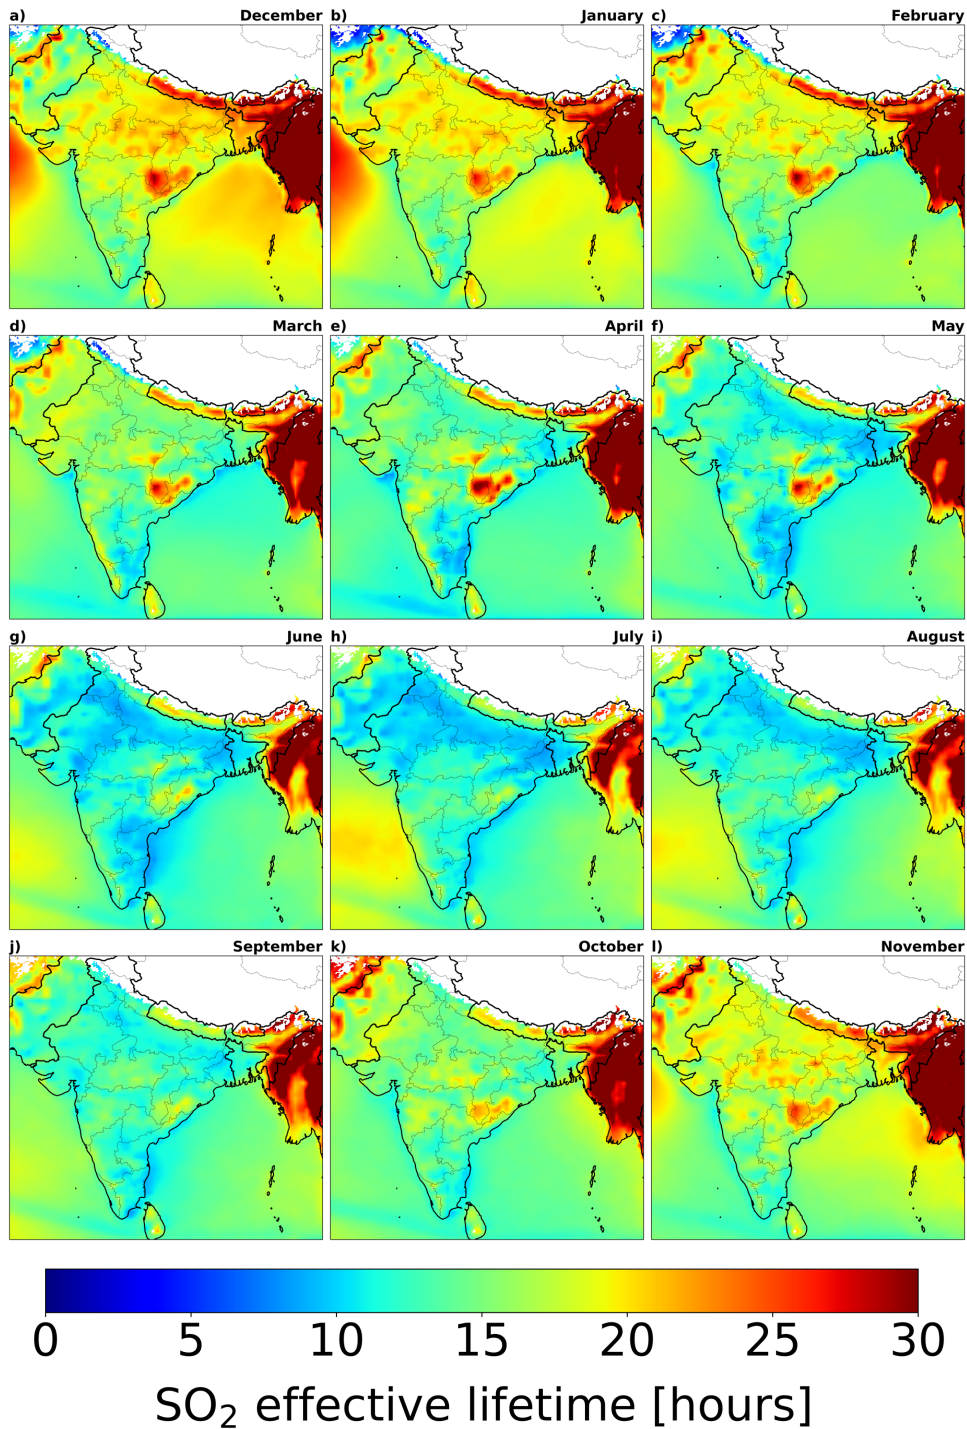 a) December
b) January
c) February
d) March
e) April
f) May
g) June
h) July
i) August
j) September
k) October
l) November
0 5 10 15 20 25 30
SO₂ effective lifetime [hours]